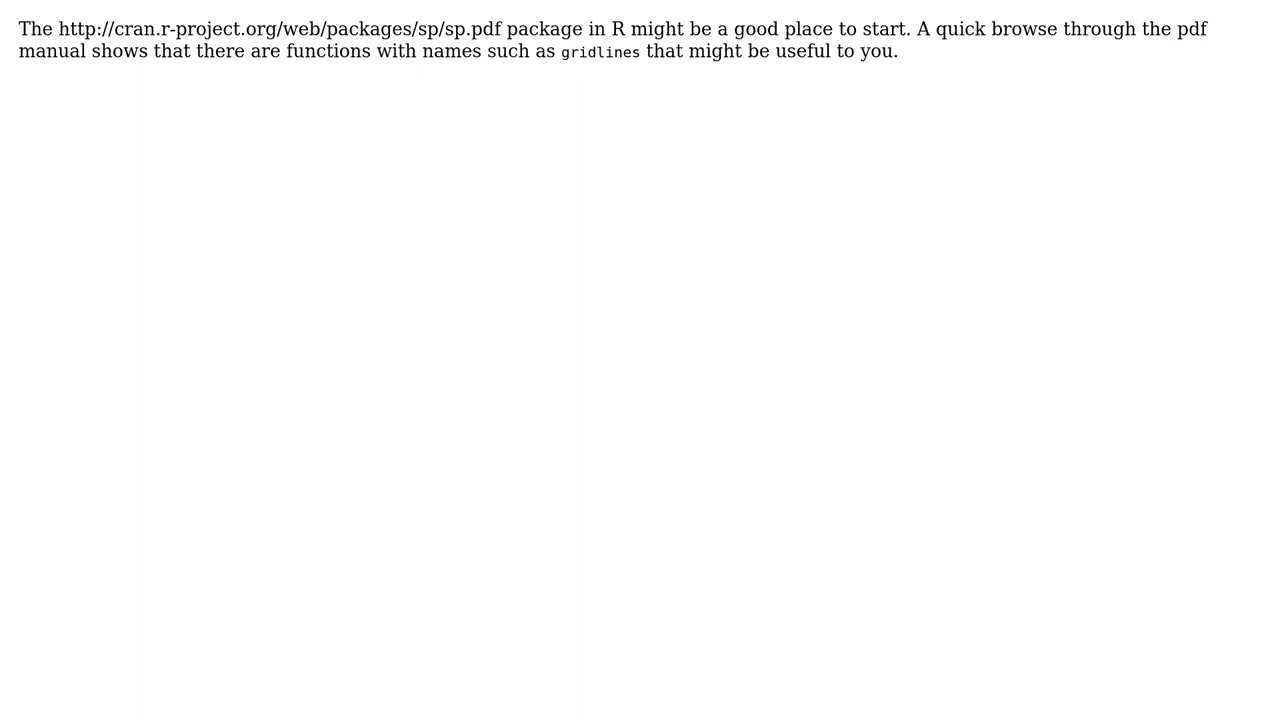 The http://cran.r-project.org/web/packages/sp/sp.pdf package in R might be a good place to start. A quick browse through the pdf
manual shows that there are functions with names such as gridlines that might be useful to you.